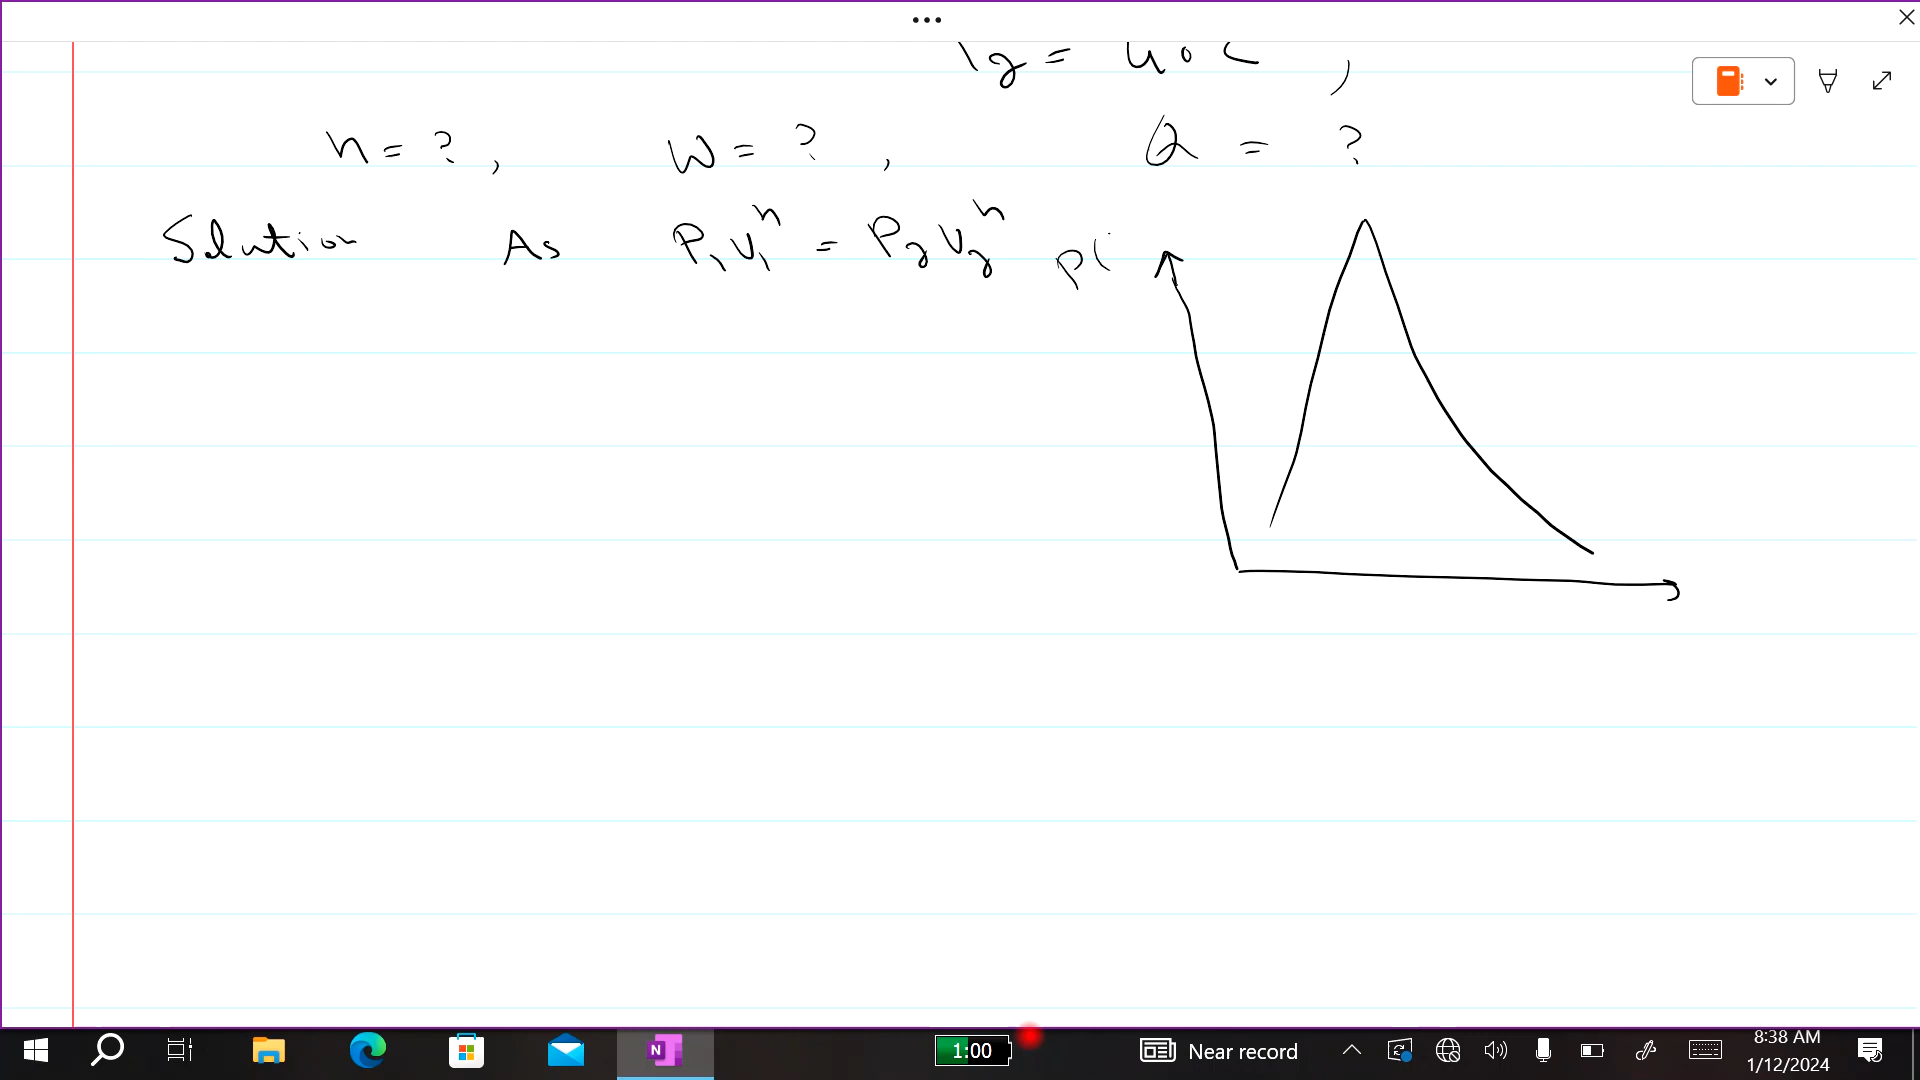 n = ? , W = ? , Q = ?
Solution As P₁V₁ⁿ = P₂V₂ⁿ P(
1:00
Near record
8:38 AM
1/12/2024